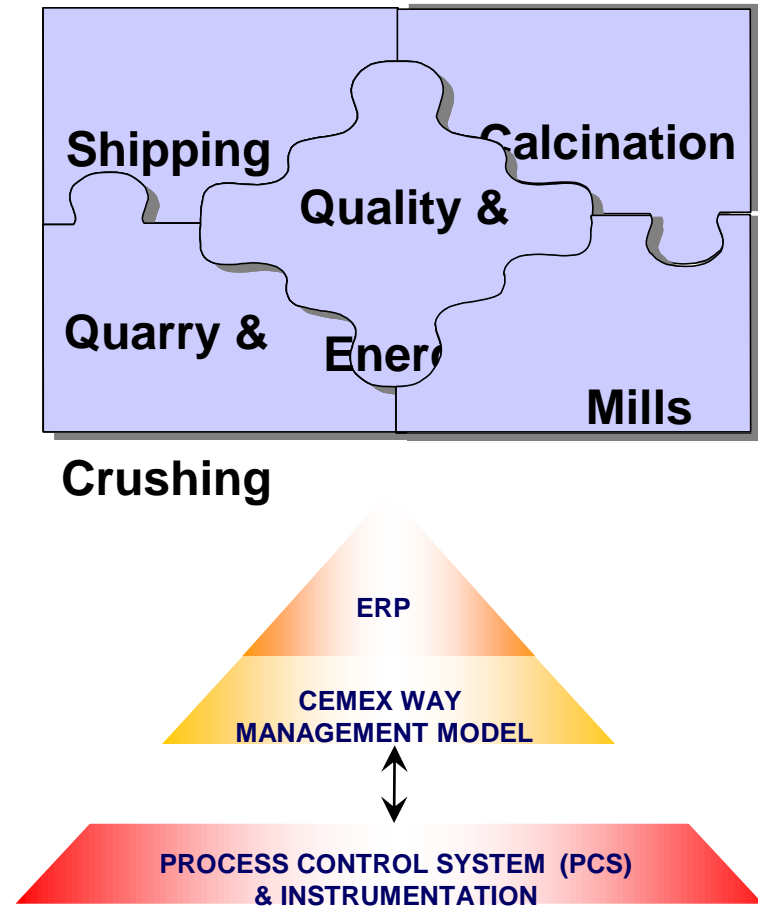 Shipping
Calcination
Quality &
Quarry &
Mills
Crushing
ERP
CEMEX WAY
MANAGEMENT MODEL
PROCESS CONTROL SYSTEM (PCS)
& INSTRUMENTATION